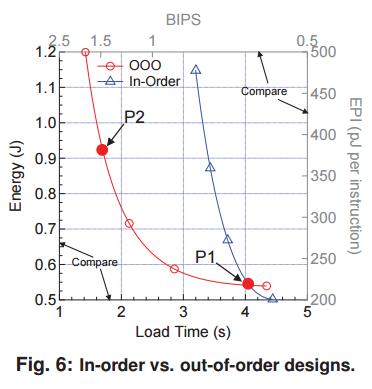 BIPS
2.5 1.5 1 0.5
1.2 500
OOO
In-Order
1.1 450
Compare
P2
1.0 400
0.9 350
0.8 300
0.7 250
Compare
P1
0.6
0.5 200
1 2 3 4 5
Energy (J)
EPI (pJ per instruction)
Load Time (s)
Fig. 6: In-order vs. out-of-order designs.